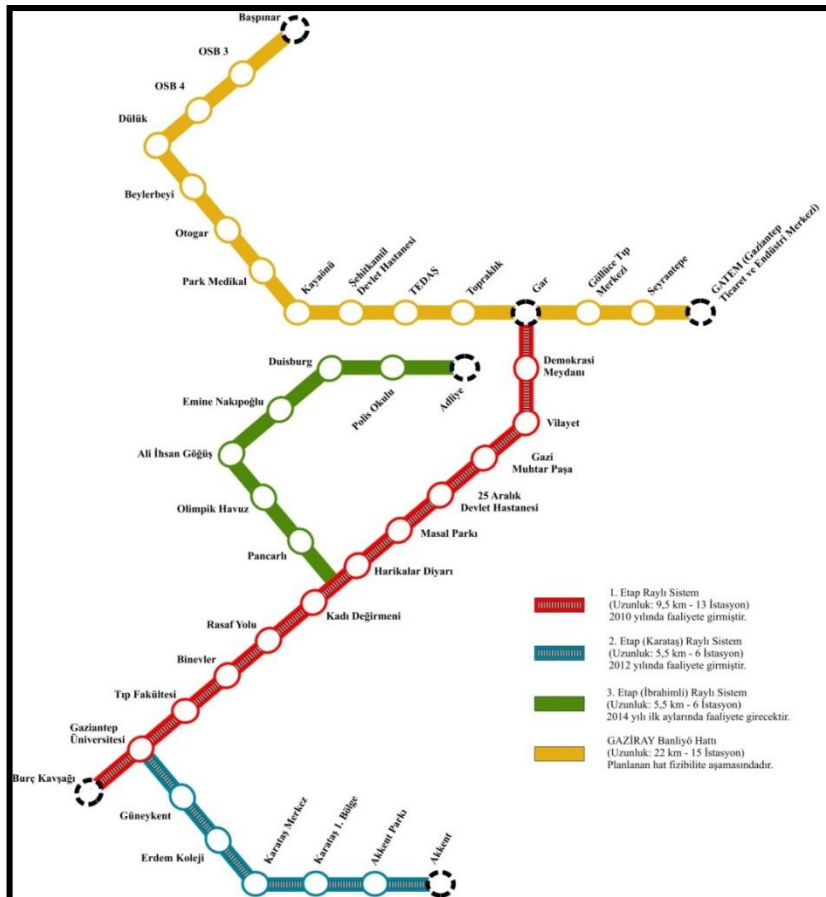 Başpınar
OSB 3
OSB 4
Dülük
Beylerbeyi
Otogar
Park Medikal
Kayaönü
Şehitkamil
Devlet Hastanesi
TEDAŞ
Topraklık
Gar
Göllüce Tıp
Merkezi
Seyrantepe
GATEM (Gaziantep
Ticaret ve Endüstri Merkezi)
Demokrasi
Meydanı
Vilayet
Gazi
Muhtar Paşa
25 Aralık
Devlet Hastanesi
Masal Parkı
Harikalar Diyarı
Kadı Değirmeni
Duisburg
Polis Okulu
Adliye
Emine Nakıpoğlu
Ali İhsan Göğüş
Olimpik Havuz
Pancarlı
Rasaf Yolu
Binevler
Tıp Fakültesi
Gaziantep
Üniversitesi
Burç Kavşağı
Güneykent
Erdem Koleji
Karataş Merkez
Karataş 1. Bölge
Akkent Parkı
Akkent
1. Etap Raylı Sistem
(Uzunluk: 9,5 km - 13 İstasyon)
2010 yılında faaliyete girmiştir.
2. Etap (Karataş) Raylı Sistem
(Uzunluk: 5,5 km - 6 İstasyon)
2012 yılında faaliyete girmiştir.
3. Etap (İbrahimli) Raylı Sistem
(Uzunluk: 5,5 km - 6 İstasyon)
2014 yılı ilk aylarında faaliyete girecektir.
GAZİRAY Banliyö Hattı
(Uzunluk: 22 km - 15 İstasyon)
Planlanan hat fizibilite aşamasındadır.